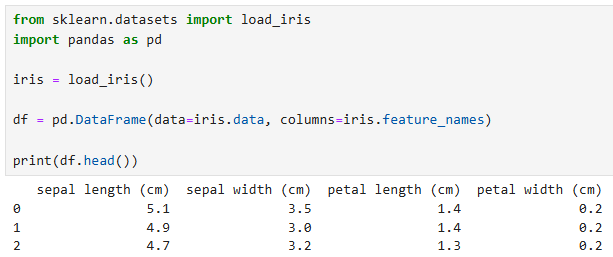 from sklearn.datasets import load_iris
import pandas as pd
iris = load_iris()
df = pd.DataFrame(data=iris.data, columns=iris.feature_names)
print(df.head())
sepal length (cm) sepal width (cm) petal length (cm) petal width (cm)
0 5.1 3.5 1.4 0.2
1 4.9 3.0 1.4 0.2
2 4.7 3.2 1.3 0.2